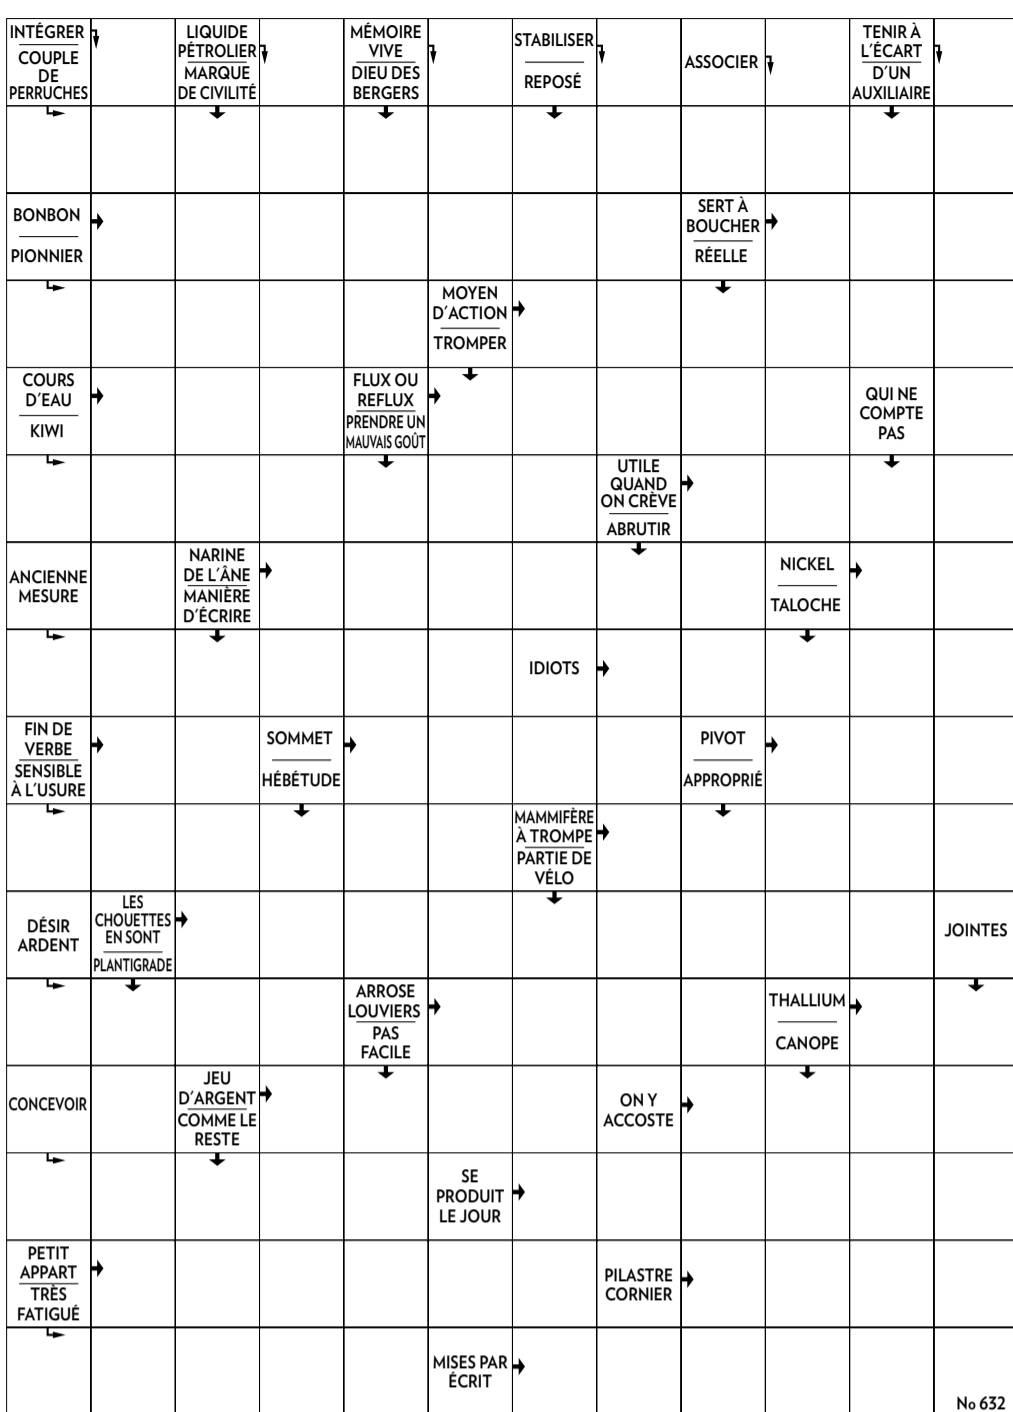 INTÉGRER
COUPLE
DE
PERRUCHES
LIQUIDE
PÉTROLIER
MARQUE
DE CIVILITÉ
MÉMOIRE
VIVE
DIEU DES
BERGERS
STABILISER
REPOSÉ
ASSOCIER
TENIR À
L'ÉCART
D'UN
AUXILIAIRE
BONBON
PIONNIER
SERT À
BOUCHER
RÉELLE
MOYEN
D'ACTION
TROMPER
COURS
D'EAU
KIWI
FLUX OU
REFLUX
PRENDRE UN
MAUVAIS GOÛT
QUI NE
COMPTE
PAS
UTILE
QUAND
ON CRÈVE
ABRUTIR
ANCIENNE
MESURE
NARINE
DE L'ÂNE
MANIÈRE
D'ÉCRIRE
NICKEL
TALOCHE
IDIOTS
FIN DE
VERBE
SENSIBLE
À L'USURE
SOMMET
HÉBÉTUDE
PIVOT
APPROPRIÉ
MAMMIFÈRE
À TROMPE
PARTIE DE
VÉLO
DÉSIR
ARDENT
LES
CHOUETTES
EN SONT
PLANTIGRADE
JOINTES
ARROSE
LOUVIERS
PAS
FACILE
THALLIUM
CANOPE
CONCEVOIR
JEU
D'ARGENT
COMME LE
RESTE
ON Y
ACCOSTE
SE
PRODUIT
LE JOUR
PETIT
APPART
TRÈS
FATIGUÉ
PILASTRE
CORNIER
MISES PAR
ÉCRIT
No 632